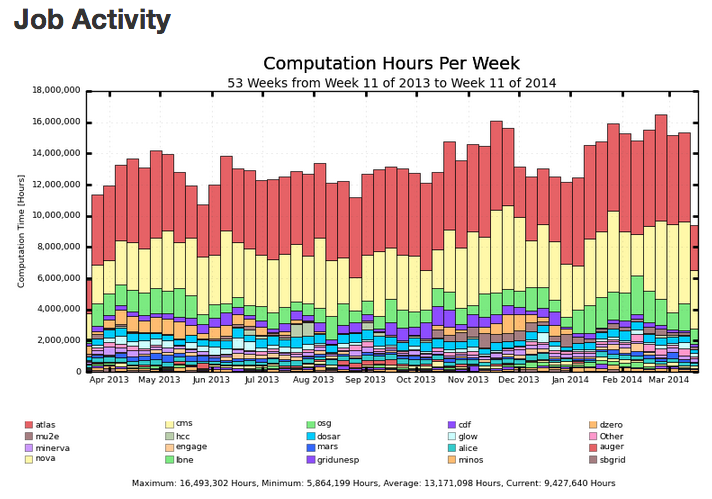 Job Activity
Computation Hours Per Week
53 Weeks from Week 11 of 2013 to Week 11 of 2014
Computation Time [Hours]
18,000,000
16,000,000
14,000,000
12,000,000
10,000,000
8,000,000
6,000,000
4,000,000
2,000,000
0
Apr 2013 May 2013 Jun 2013 Jul 2013 Aug 2013 Sep 2013 Oct 2013 Nov 2013 Dec 2013 Jan 2014 Feb 2014 Mar 2014
atlas cms osg cdf dzero
mu2e hcc dosar glow Other
minerva engage mars alice auger
nova lbne gridunesp minos sbgrid
Maximum: 16,493,302 Hours, Minimum: 5,864,199 Hours, Average: 13,171,098 Hours, Current: 9,427,640 Hours